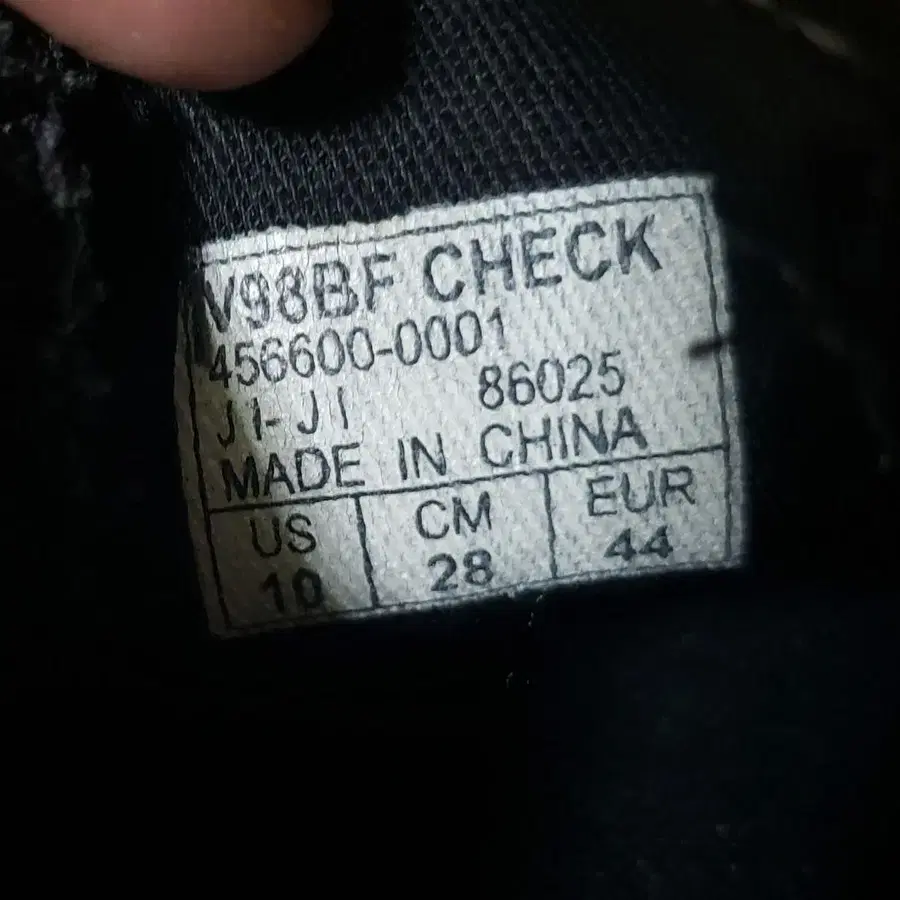 V98BF CHECK
456600-0001
JI-JI 86025
MADE IN CHINA
US CM EUR
10 28 44